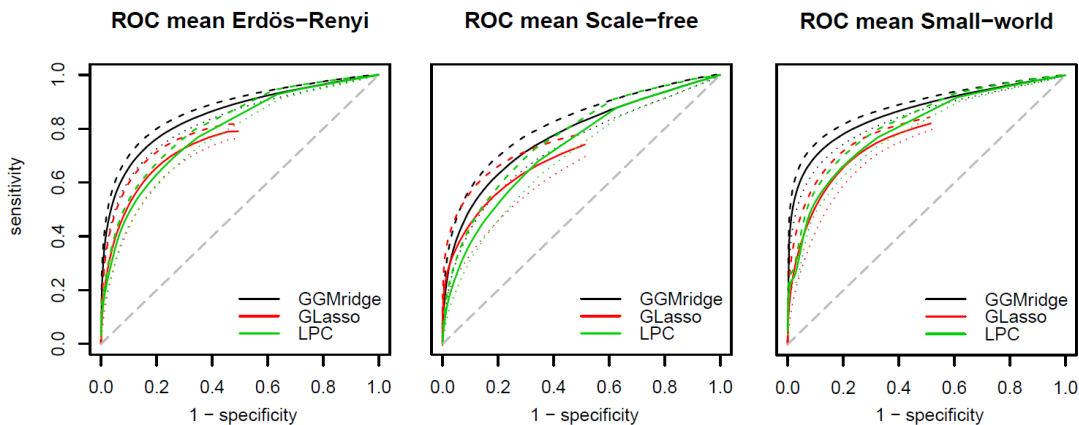 ROC mean Erdös−Renyi
ROC mean Scale−free
ROC mean Small−world
sensitivity
1.0
0.8
0.6
0.4
0.2
0.0
GGMridge
GLasso
LPC
GGMridge
GLasso
LPC
GGMridge
GLasso
LPC
0.0 0.2 0.4 0.6 0.8 1.0
0.0 0.2 0.4 0.6 0.8 1.0
0.0 0.2 0.4 0.6 0.8 1.0
1 − specificity
1 − specificity
1 − specificity